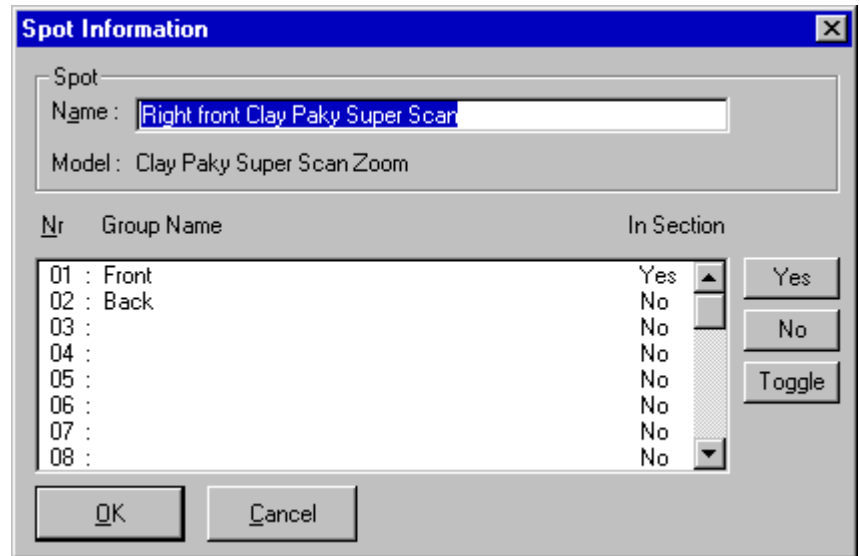 Spot Information
Spot
Name : Right front Clay Paky Super Scan
Model : Clay Paky Super Scan Zoom
Nr Group Name In Section
01 : Front Yes
02 : Back No
03 : No
04 : No
05 : No
06 : No
07 : No
08 : No
Yes
No
Toggle
OK Cancel